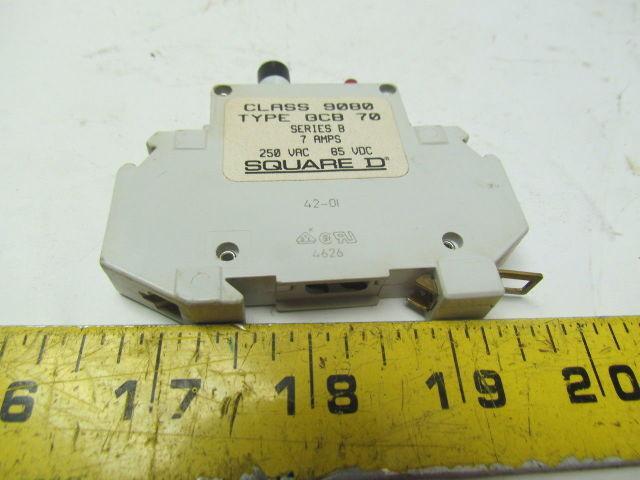 CLASS 9080
TYPE GCB 70
SERIES B
7 AMPS
250 VAC 65 VDC
SQUARE D
42-01
4626
6 17 18 19 20